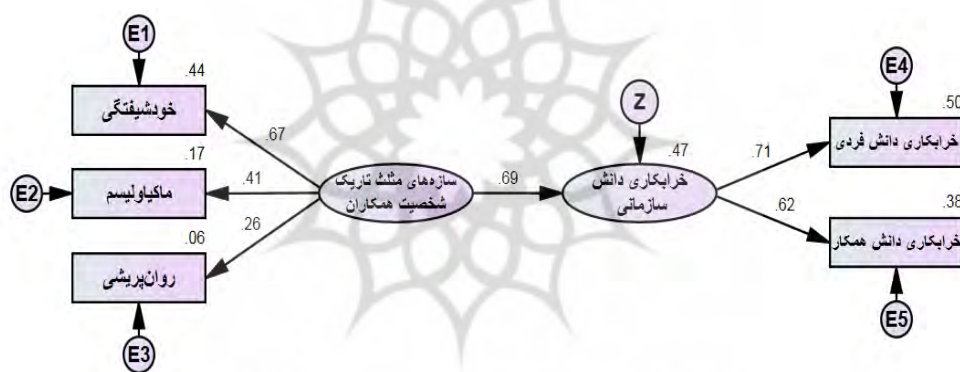 E1
.44
خودشیفتگی
.67
.17
E2
ماکیاولیسم
.41
.06
.26
روان‌پریشی
E3
سازه‌های مثلث تاریک
شخصیت همکاران
.69
Z
.47
خرابکاری دانش
سازمانی
.71
.62
E4
.50
خرابکاری دانش فردی
.38
خرابکاری دانش همکار
E5